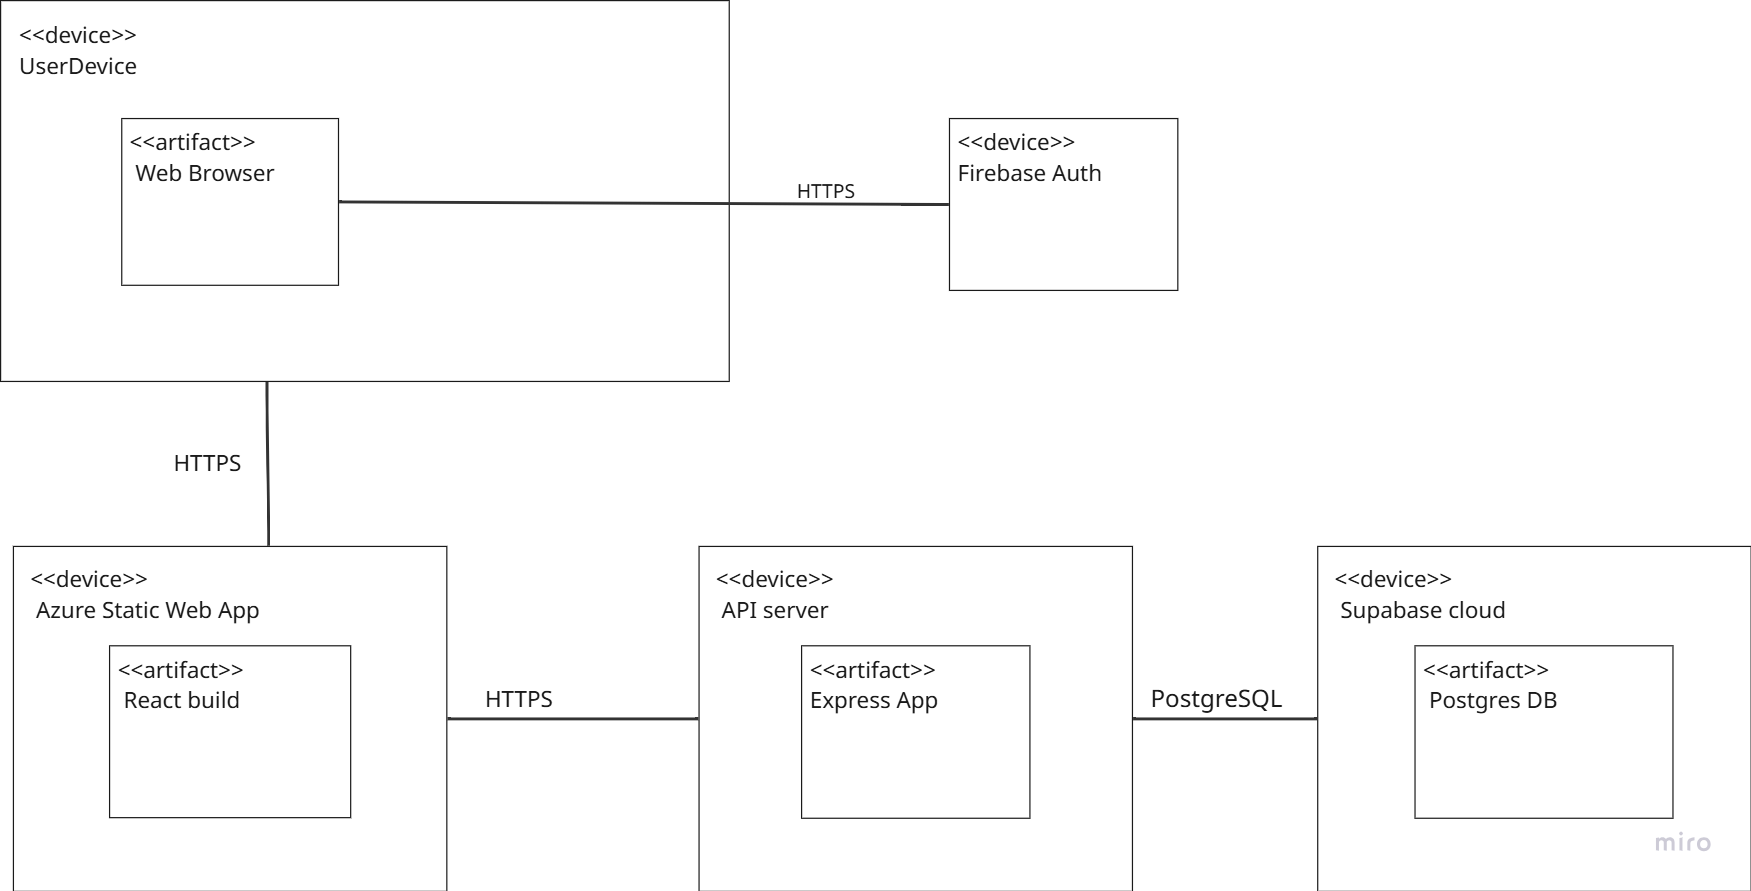 <<device>>
UserDevice
<<artifact>>
Web Browser
HTTPS
<<device>>
Firebase Auth
HTTPS
<<device>>
Azure Static Web App
<<artifact>>
React build
HTTPS
<<device>>
API server
<<artifact>>
Express App
PostgreSQL
<<device>>
Supabase cloud
<<artifact>>
Postgres DB
miro